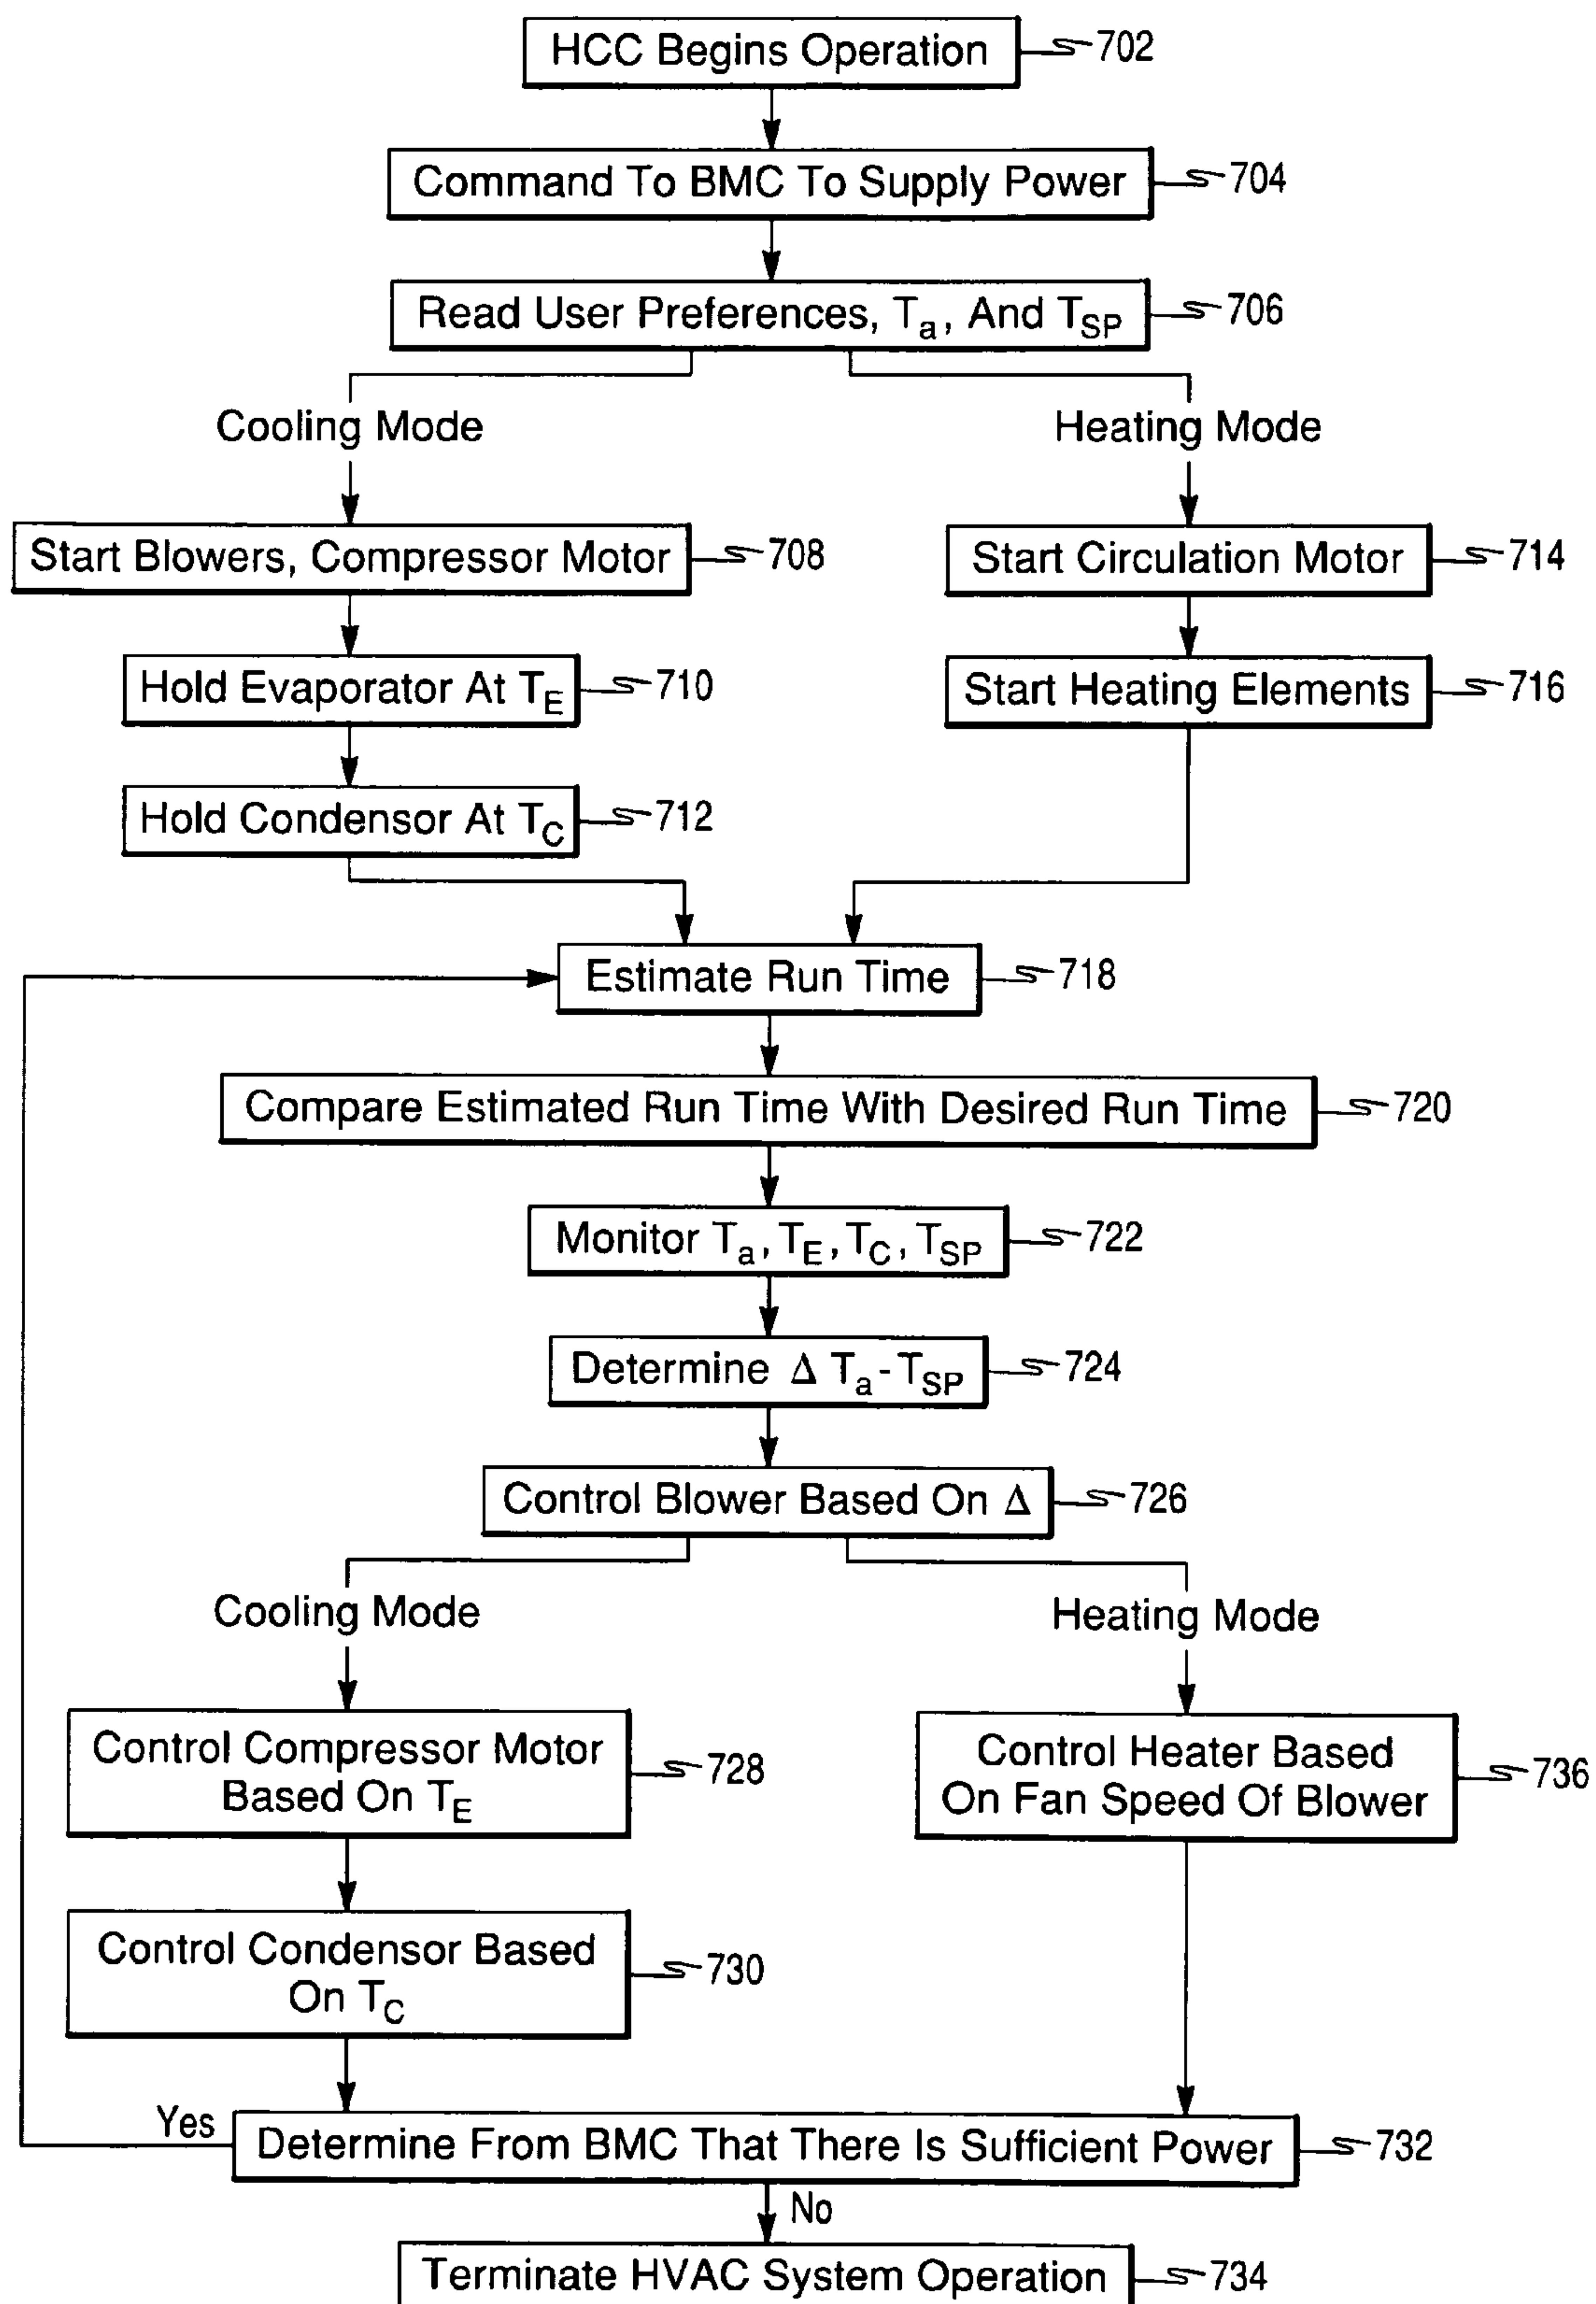 HCC Begins Operation
702
Command To BMC To Supply Power
704
Read User Preferences, Ta, And TSP
706
Cooling Mode
Heating Mode
Start Blowers, Compressor Motor
708
Start Circulation Motor
714
Hold Evaporator At TE
710
Start Heating Elements
716
Hold Condensor At TC
712
Estimate Run Time
718
Compare Estimated Run Time With Desired Run Time
720
Monitor Ta, TE, TC, TSP
722
Determine Δ Ta - TSP
724
Control Blower Based On Δ
726
Cooling Mode
Heating Mode
Control Compressor Motor
Based On TE
728
Control Heater Based
On Fan Speed Of Blower
736
Control Condensor Based
On TC
730
Yes
Determine From BMC That There Is Sufficient Power
732
No
Terminate HVAC System Operation
734